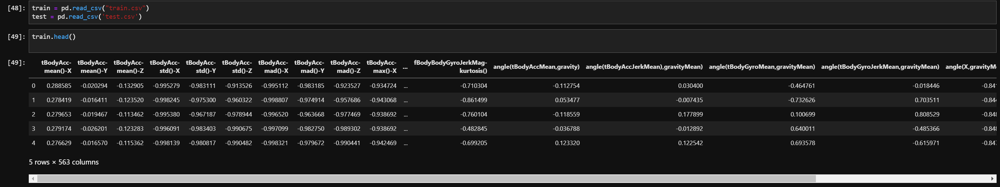 [48]: train = pd.read_csv("train.csv")
test = pd.read_csv('test.csv')
[49]: train.head()
[49]: tBodyAcc-mean()-X tBodyAcc-mean()-Y tBodyAcc-mean()-Z tBodyAcc-std()-X tBodyAcc-std()-Y tBodyAcc-std()-Z tBodyAcc-mad()-X tBodyAcc-mad()-Y tBodyAcc-mad()-Z tBodyAcc-max()-X ... fBodyBodyGyroJerkMag-kurtosis() angle(tBodyAccMean,gravity) angle(tBodyAccJerkMean),gravityMean) angle(tBodyGyroMean,gravityMean) angle(tBodyGyroJerkMean,gravityMean) angle(X,gravityM
0 0.288585 -0.020294 -0.132905 -0.995279 -0.983111 -0.913526 -0.995112 -0.983185 -0.923527 -0.934724 ... -0.710304 -0.112754 0.030400 -0.464761 -0.018446 -0.841
1 0.278419 -0.016411 -0.123520 -0.998245 -0.975300 -0.960322 -0.998807 -0.974914 -0.957686 -0.943068 ... -0.861499 0.053477 -0.007435 -0.732626 0.703511 -0.844
2 0.279653 -0.019467 -0.113462 -0.995380 -0.967187 -0.978944 -0.996520 -0.963668 -0.977469 -0.938692 ... -0.760104 -0.118559 0.177899 0.100699 0.808529 -0.848
3 0.279174 -0.026201 -0.123283 -0.996091 -0.983403 -0.990675 -0.997099 -0.982750 -0.989302 -0.938692 ... -0.482845 -0.036788 -0.012892 0.640011 -0.485366 -0.848
4 0.276629 -0.016570 -0.115362 -0.998139 -0.980817 -0.990482 -0.998321 -0.979672 -0.990441 -0.942469 ... -0.699205 0.123320 0.122542 0.693578 -0.615971 -0.847
5 rows × 563 columns